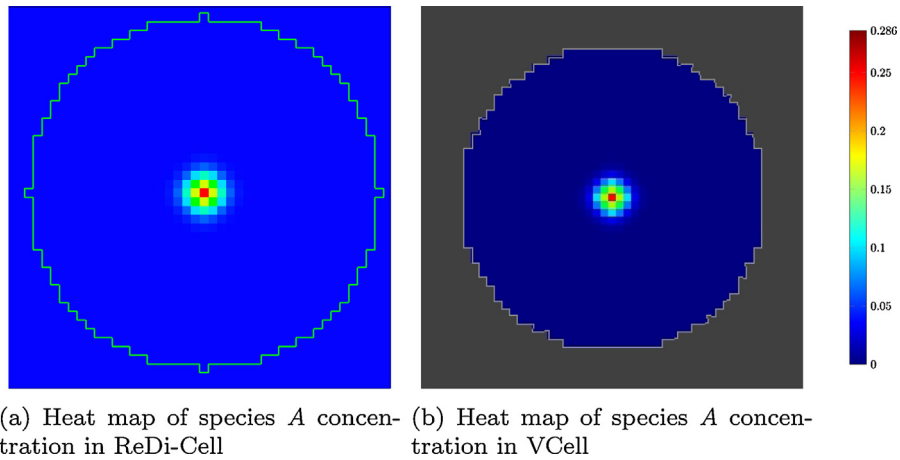 0.286
0.25
0.2
0.15
0.1
0.05
0
(a) Heat map of species A concen-
tration in ReDi-Cell
(b) Heat map of species A concen-
tration in VCell